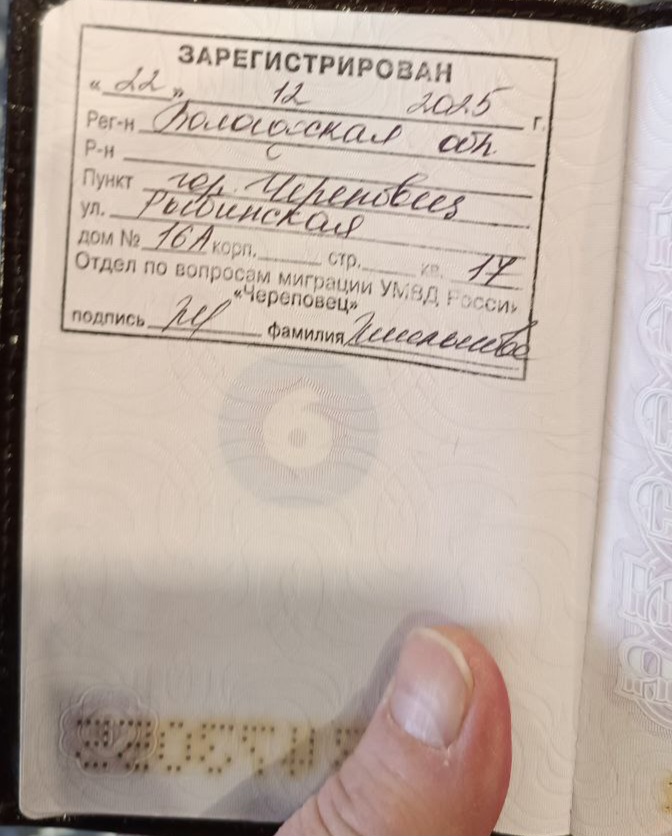 ЗАРЕГИСТРИРОВАН
«22» 12 2025 г.
Рег-н Вологодская обл.
Р-н
Пункт гор. Череповец
ул. Рыбинская
дом № 16А корп. стр. кв. 17
Отдел по вопросам миграции УМВД России
«Череповец»
подпись фамилия
6